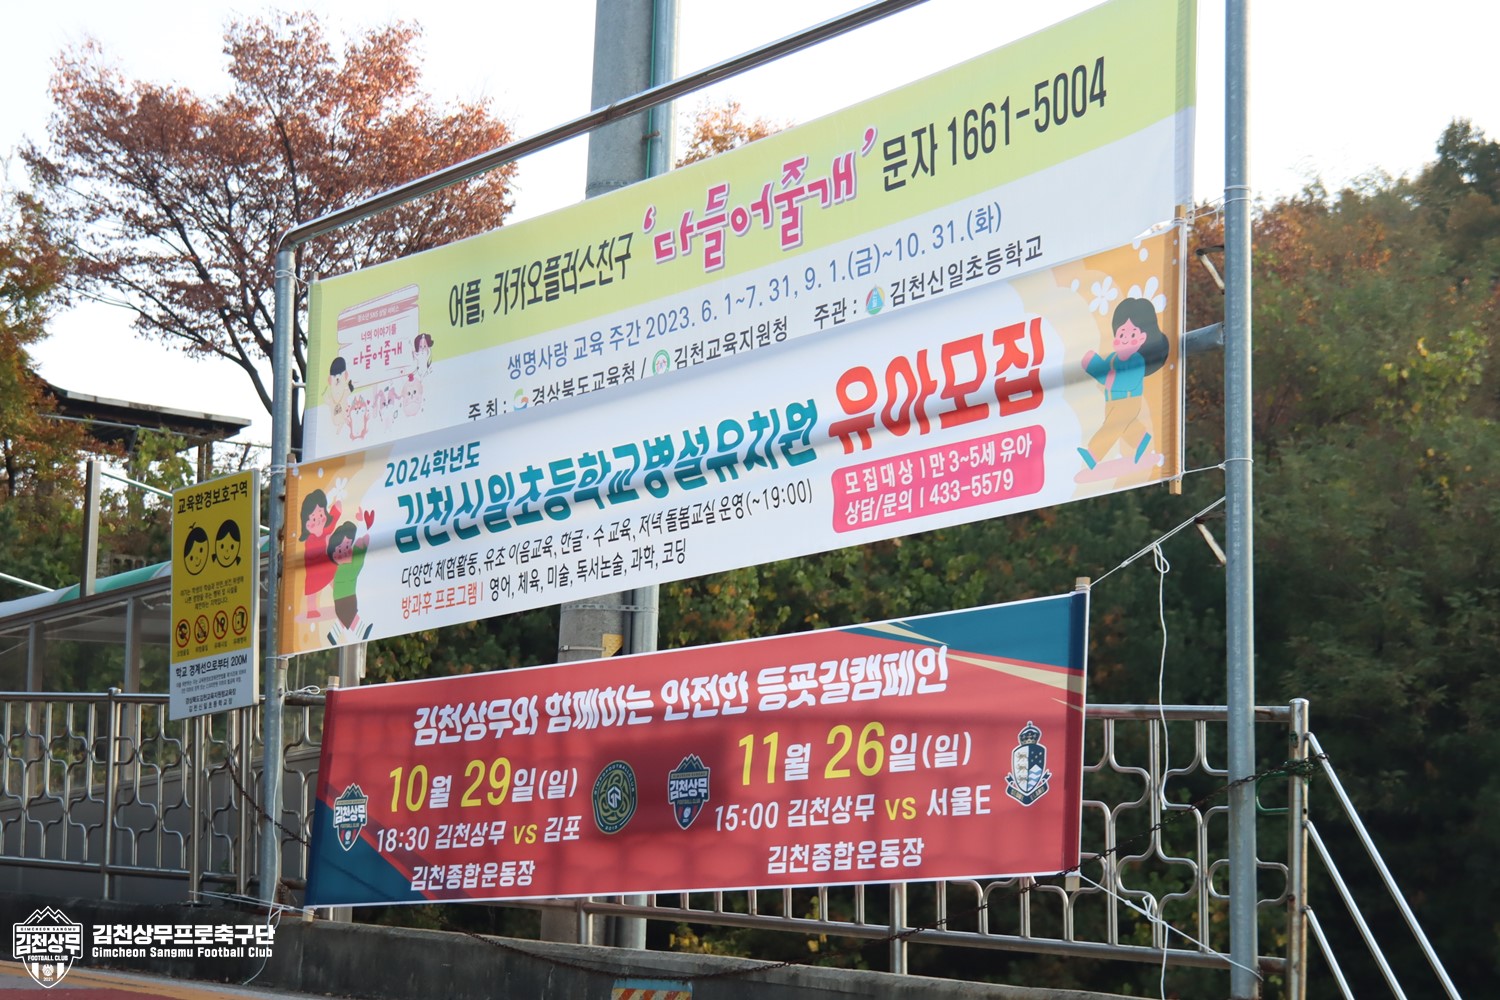 어플, 카카오플러스친구 '다들어줄개' 문자 1661-5004
너의 이야기를
다들어줄개
생명사랑 교육 주간 2023. 6. 1~7. 31, 9. 1.(금)~10. 31.(화)
주최 : 경상북도교육청 / 김천교육지원청 주관 : 김천신일초등학교
2024학년도
김천신일초등학교병설유치원 유아모집
다양한 체험활동, 유초 이음교육, 한글·수 교육, 저녁 돌봄교실 운영(~19:00)
방과후 프로그램 | 영어, 체육, 미술, 독서논술, 과학, 코딩
모집대상 | 만 3~5세 유아
상담/문의 | 433-5579
교육환경보호구역
학교 경계선으로부터 200M
김천상무와 함께하는 안전한 등굣길캠페인
10월 29일(일)
18:30 김천상무 VS 김포
김천종합운동장
11월 26일(일)
15:00 김천상무 VS 서울E
김천종합운동장
김천상무
김천상무
GIMCHEON SANGMU
김천상무
FOOTBALL CLUB
2021
김천상무프로축구단
Gimcheon Sangmu Football Club